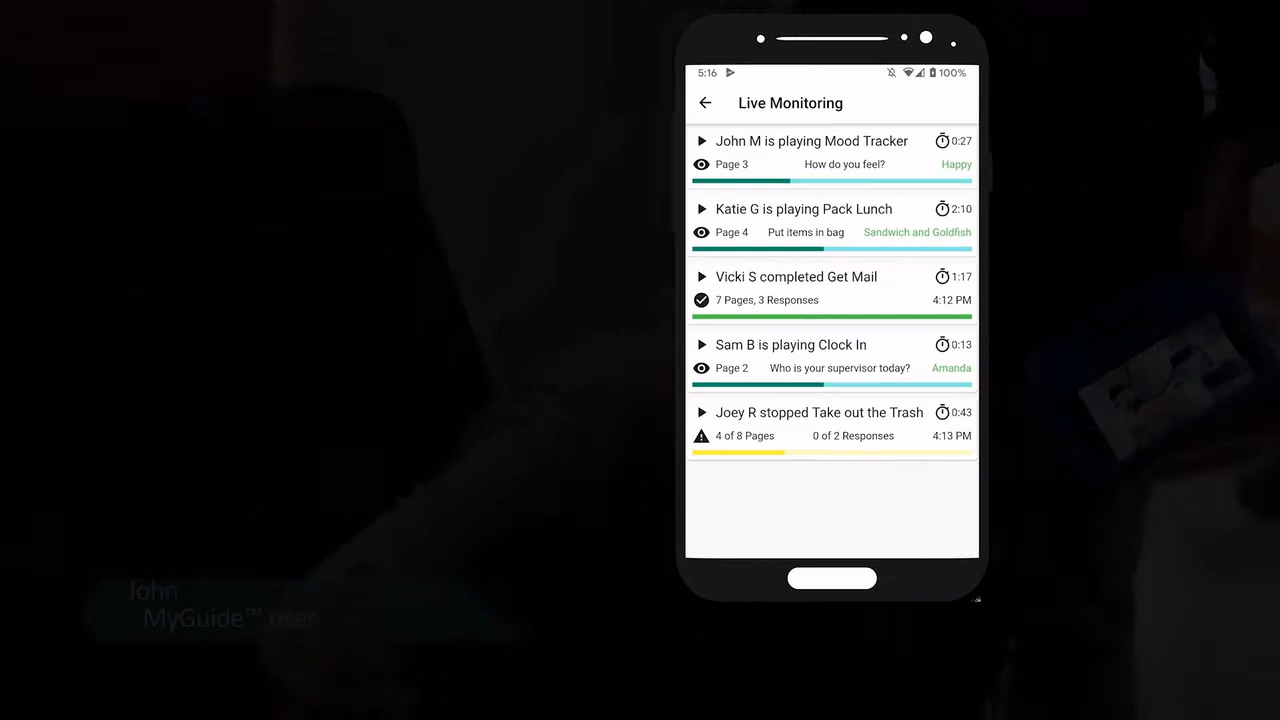 5:16 100%
Live Monitoring
John M is playing Mood Tracker 0:27
Page 3 How do you feel? Happy
Katie G is playing Pack Lunch 2:10
Page 4 Put items in bag Sandwich and Goldfish
Vicki S completed Get Mail 1:17
7 Pages, 3 Responses 4:12 PM
Sam B is playing Clock In 0:13
Page 2 Who is your supervisor today? Amanda
Joey R stopped Take out the Trash 0:43
4 of 8 Pages 0 of 2 Responses 4:13 PM
John
MyGuide™ user